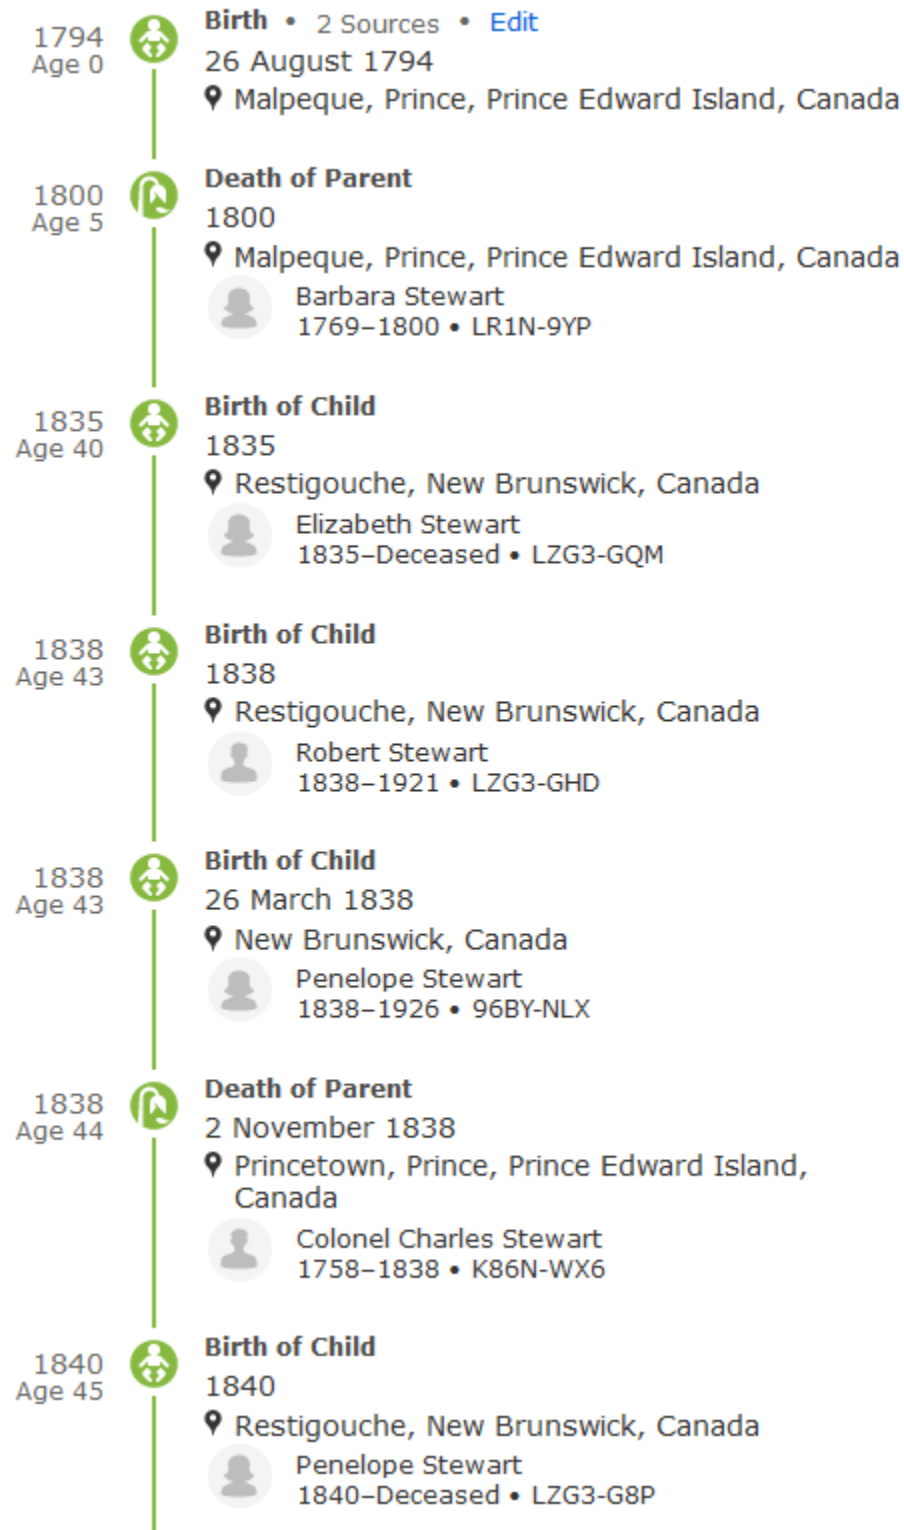 1794
Age 0
Birth • 2 Sources • Edit
26 August 1794
Malpeque, Prince, Prince Edward Island, Canada
1800
Age 5
Death of Parent
1800
Malpeque, Prince, Prince Edward Island, Canada
Barbara Stewart
1769–1800 • LR1N-9YP
1835
Age 40
Birth of Child
1835
Restigouche, New Brunswick, Canada
Elizabeth Stewart
1835–Deceased • LZG3-GQM
1838
Age 43
Birth of Child
1838
Restigouche, New Brunswick, Canada
Robert Stewart
1838–1921 • LZG3-GHD
1838
Age 43
Birth of Child
26 March 1838
New Brunswick, Canada
Penelope Stewart
1838–1926 • 96BY-NLX
1838
Age 44
Death of Parent
2 November 1838
Princetown, Prince, Prince Edward Island,
Canada
Colonel Charles Stewart
1758–1838 • K86N-WX6
1840
Age 45
Birth of Child
1840
Restigouche, New Brunswick, Canada
Penelope Stewart
1840–Deceased • LZG3-G8P